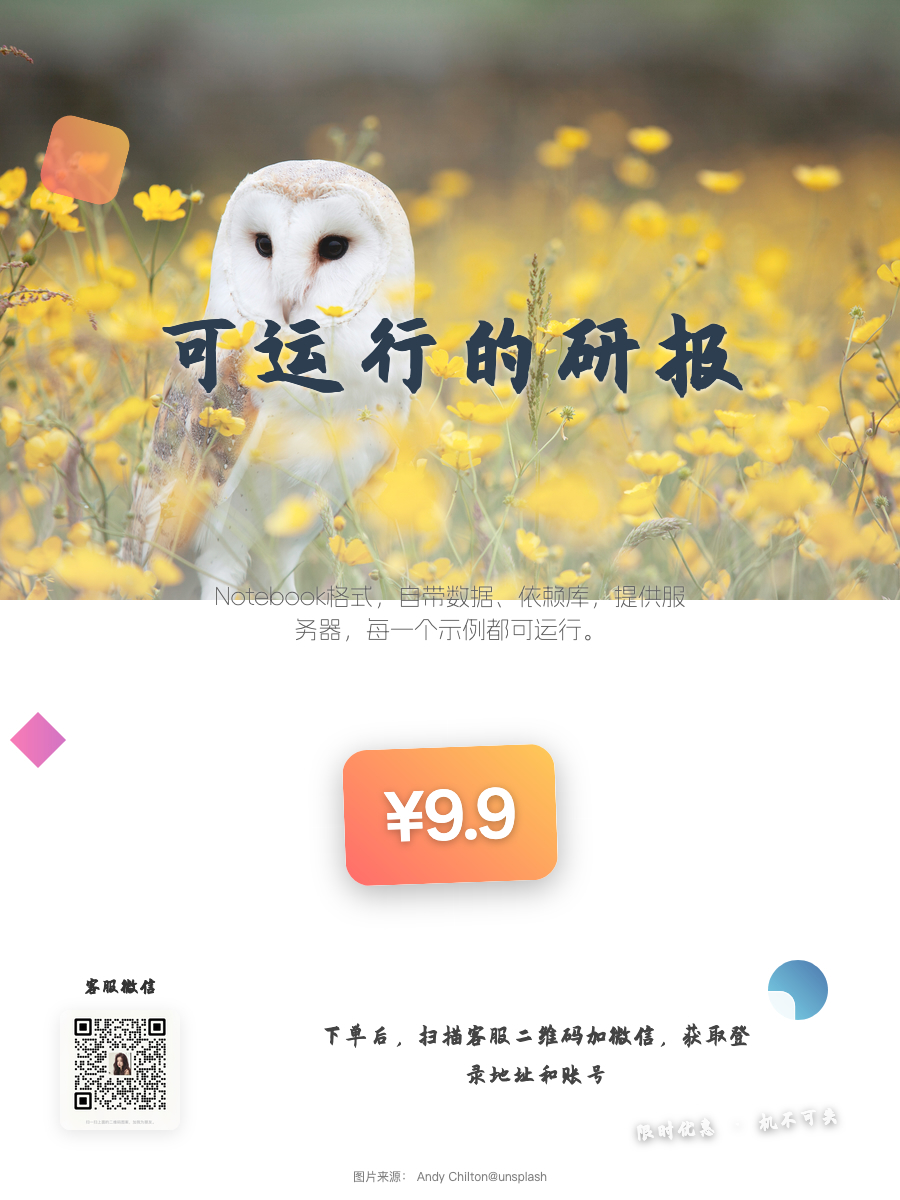 可运行的研报
Notebook格式，自带数据、依赖库，提供服
务器，每一个示例都可运行。
¥9.9
客服微信
下单后，扫描客服二维码加微信，获取登
录地址和账号
限时优惠 · 机不可失
图片来源： Andy Chilton@unsplash